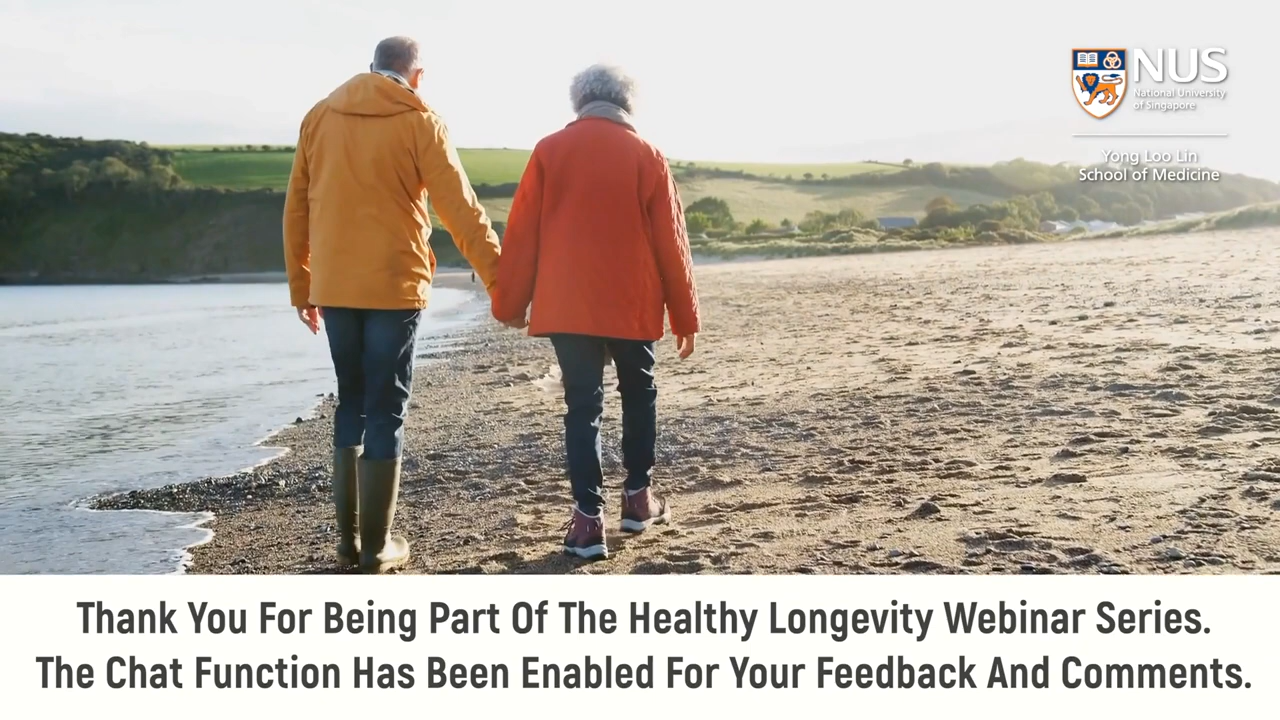 NUS
National University
of Singapore
Yong Loo Lin
School of Medicine
Thank You For Being Part Of The Healthy Longevity Webinar Series.
The Chat Function Has Been Enabled For Your Feedback And Comments.